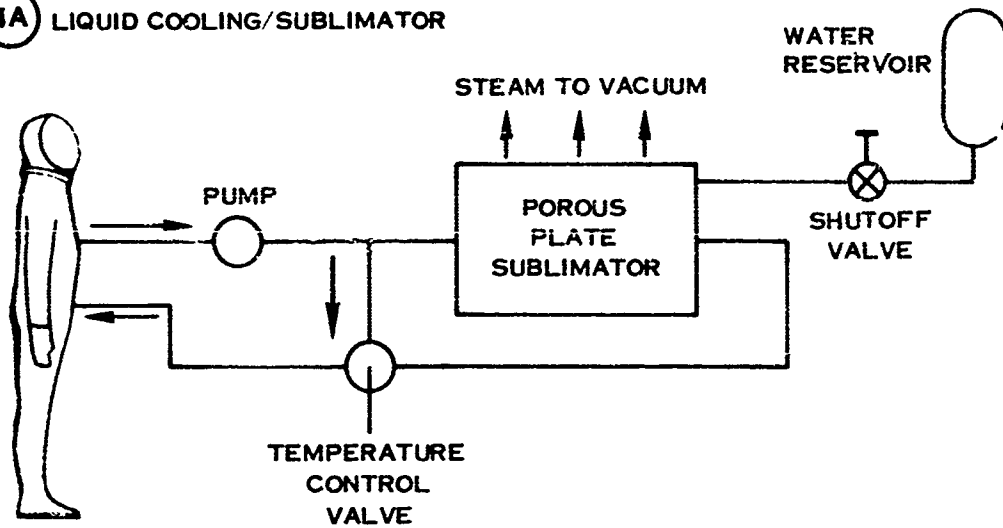 LIQUID COOLING/SUBLIMATOR
WATER
RESERVOIR
STEAM TO VACUUM
PUMP
POROUS
PLATE
SUBLIMATOR
SHUTOFF
VALVE
TEMPERATURE
CONTROL
VALVE